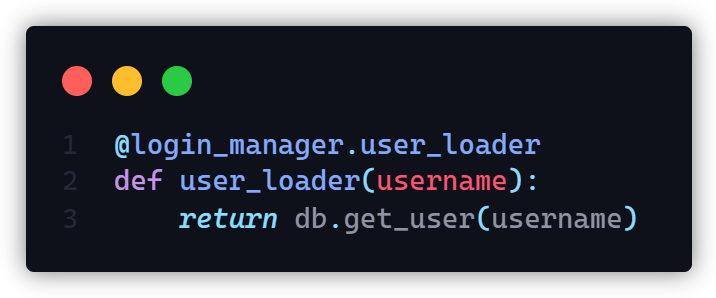 1 @login_manager.user_loader
2 def user_loader(username):
3     return db.get_user(username)